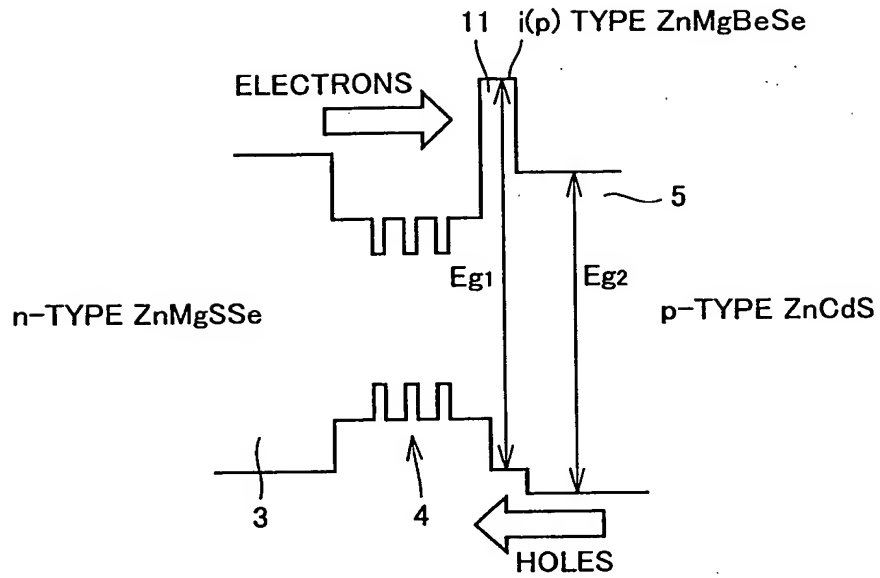 11 i(p) TYPE ZnMgBeSe
ELECTRONS
5
Eg1 Eg2
n-TYPE ZnMgSSe p-TYPE ZnCdS
3 4
HOLES